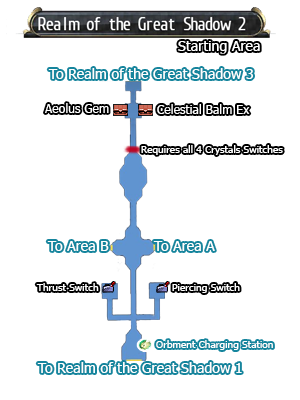 Realm of the Great Shadow 2
Starting Area
To Realm of the Great Shadow 3
Aeolus Gem
Celestial Balm Ex
Requires all 4 Crystals Switches
To Area B
To Area A
Thrust-Switch
Piercing Switch
Orbment Charging Station
To Realm of the Great Shadow 1